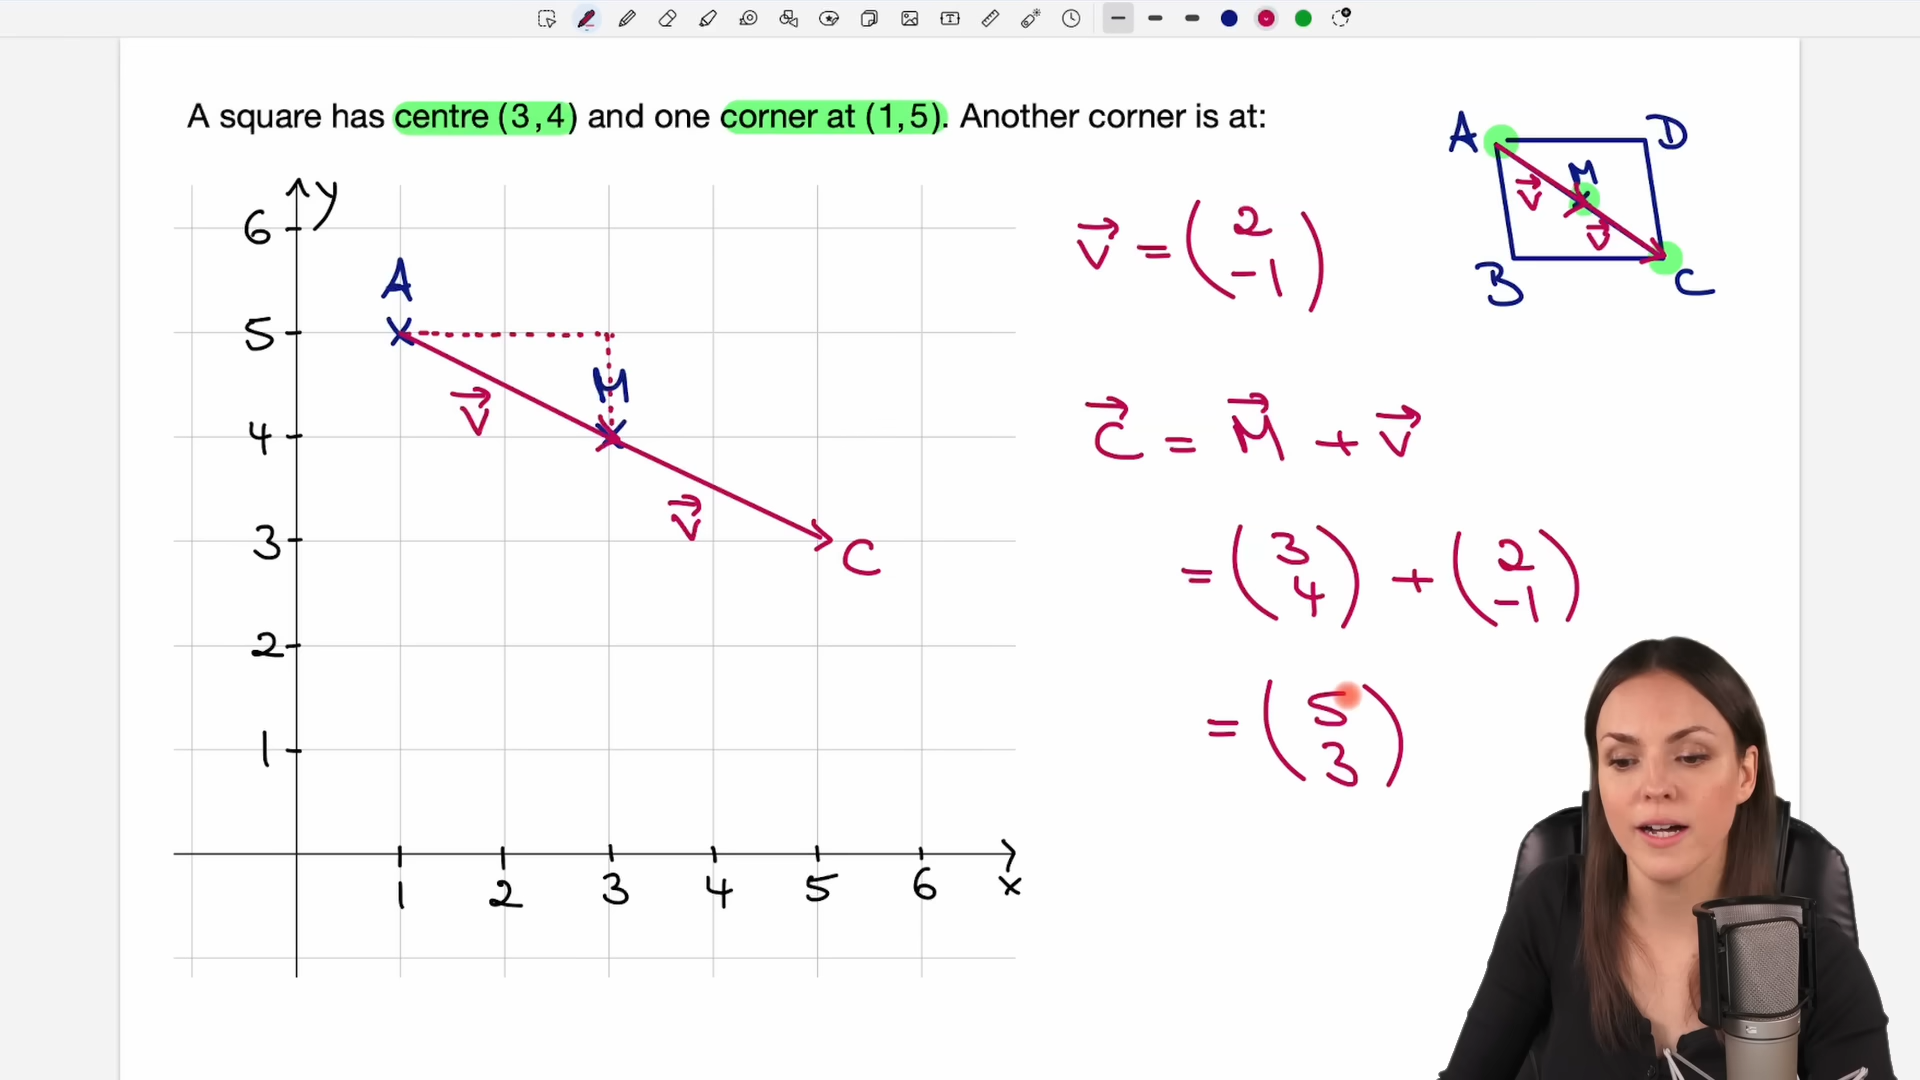 A square has centre (3,4) and one corner at (1,5). Another corner is at:
A D
M
v
v
B C
y
6
5
4
3
2
1
A
M
v
v
C
1 2 3 4 5 6 x
v = (2 -1)
C = M + v
= (3 4) + (2 -1)
= (5 3)